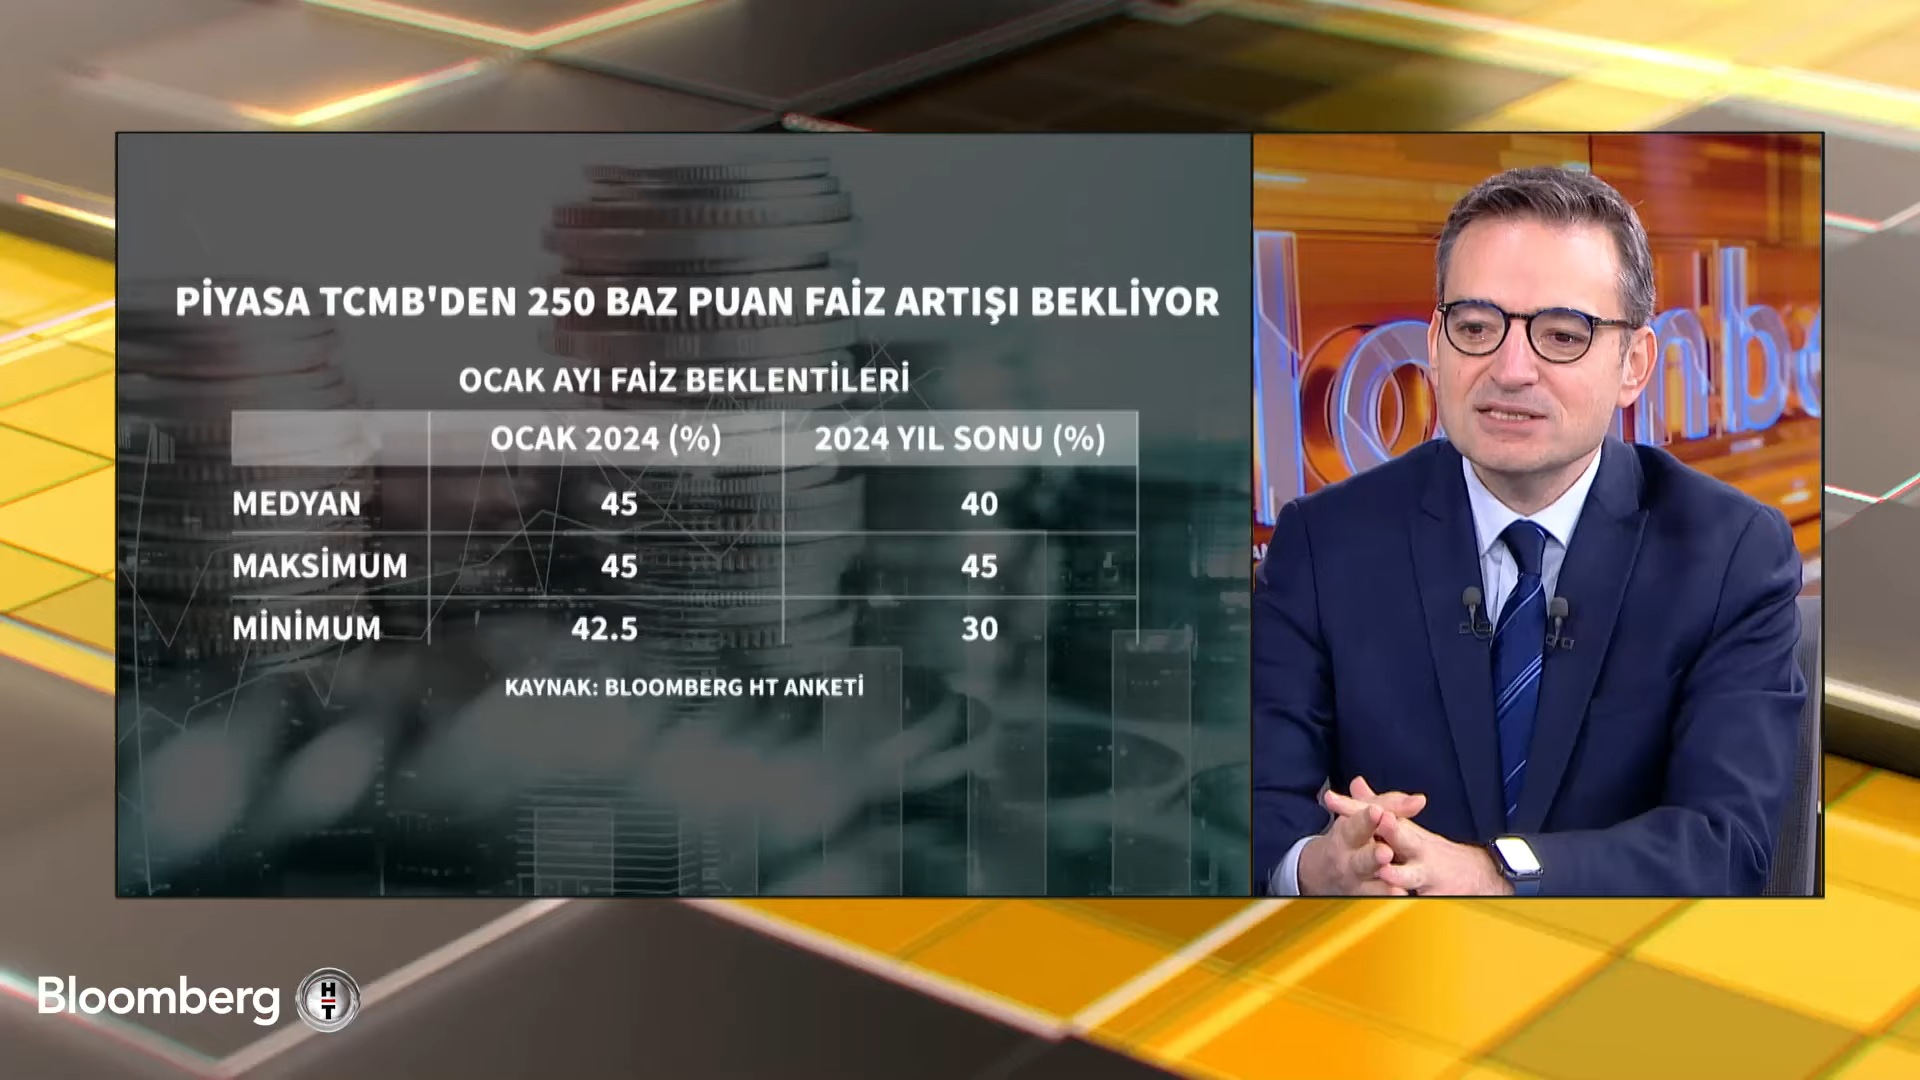 PİYASA TCMB'DEN 250 BAZ PUAN FAİZ ARTIŞI BEKLİYOR
OCAK AYI FAİZ BEKLENTİLERİ
OCAK 2024 (%) 2024 YIL SONU (%)
MEDYAN 45 40
MAKSİMUM 45 45
MİNİMUM 42.5 30
KAYNAK: BLOOMBERG HT ANKETİ
Bloomberg HT